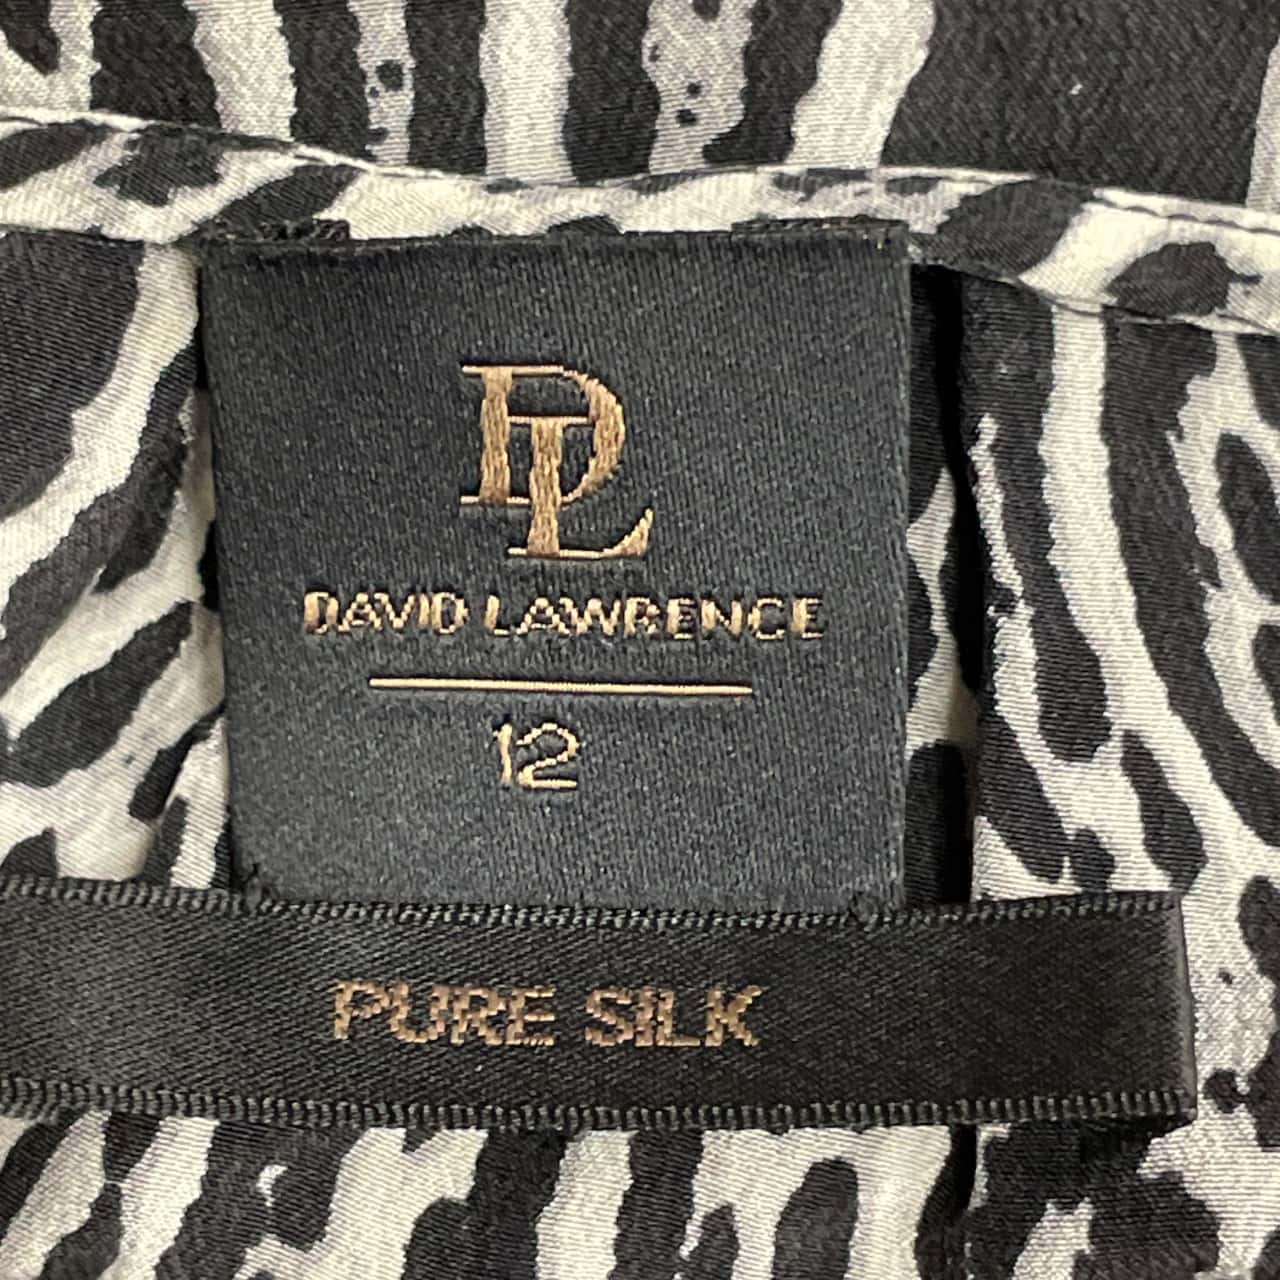 DL
DAVID LAWRENCE
12
PURE SILK